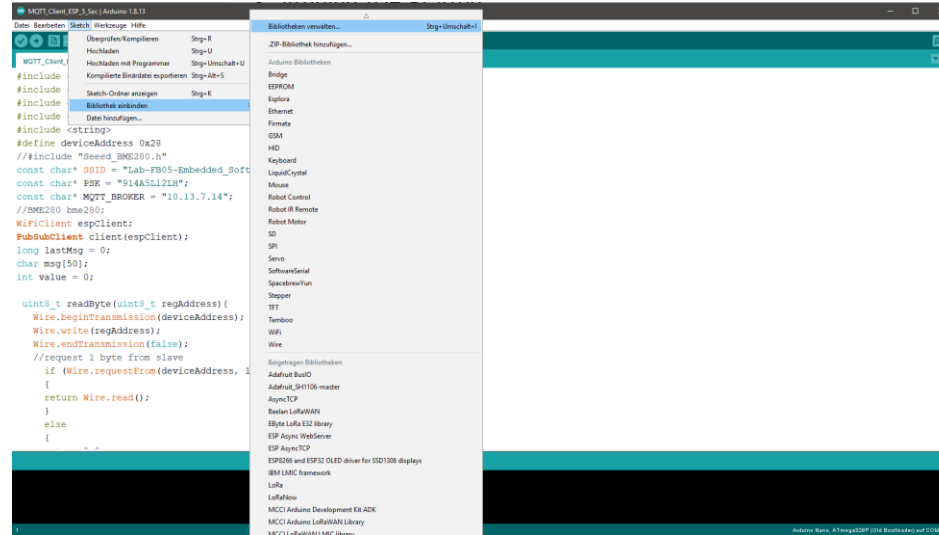 MQTT_Client_ESP_5_Sec | Arduino 1.8.13
Datei Bearbeiten Sketch Werkzeuge Hilfe
Überprüfen/Kompilieren Strg+R
Hochladen Strg+U
Hochladen mit Programmer Strg+Umschalt+U
Kompilierte Binärdatei exportieren Strg+Alt+S
Sketch-Ordner anzeigen Strg+K
Bibliothek einbinden
Datei hinzufügen...
Bibliotheken verwalten... Strg+Umschalt+I
.ZIP-Bibliothek hinzufügen...
Arduino Bibliotheken
Bridge
EEPROM
Esplora
Ethernet
Firmata
GSM
HID
Keyboard
LiquidCrystal
Mouse
Robot Control
Robot IR Remote
Robot Motor
SD
SPI
Servo
SoftwareSerial
SpacebrewYun
Stepper
TFT
Temboo
WiFi
Wire
Beigetragen Bibliotheken
Adafruit BusIO
Adafruit_SH1106-master
AsyncTCP
Beelan LoRaWAN
EByte LoRa E32 library
ESP Async WebServer
ESP AsyncTCP
ESP8266 and ESP32 OLED driver for SSD1306 displays
IBM LMIC framework
LoRa
LoRaNow
MCCI Arduino Development Kit ADK
MCCI Arduino LoRaWAN Library
MCCI LoRaWAN LMIC library
MQTT_Client_
#include
#include
#include
#include
#include <string>
#define deviceAddress 0x28
//#include "Seeed_BME280.h"
const char* SSID = "Lab-FB05-Embedded_Soft
const char* PSK = "914A5L12LH";
const char* MQTT_BROKER = "10.13.7.14";
//BME280 bme280;
WiFiClient espClient;
PubSubClient client(espClient);
long lastMsg = 0;
char msg[50];
int value = 0;
uint8_t readByte(uint8_t regAddress){
Wire.beginTransmission(deviceAddress);
Wire.write(regAddress);
Wire.endTransmission(false);
//request 1 byte from slave
if (Wire.requestFrom(deviceAddress, 1
{
return Wire.read();
}
else
{
1
Arduino Nano, ATmega328P (Old Bootloader) auf COM